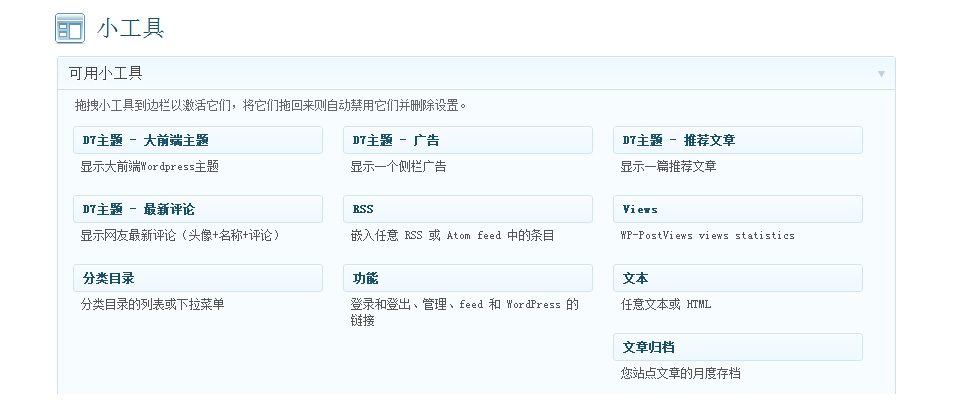 小工具
可用小工具
拖拽小工具到边栏以激活它们，将它们拖回来则自动禁用它们并删除设置。
D7主题 - 大前端主题
显示大前端Wordpress主题
D7主题 - 广告
显示一个侧栏广告
D7主题 - 推荐文章
显示一篇推荐文章
D7主题 - 最新评论
显示网友最新评论（头像+名称+评论）
RSS
嵌入任意 RSS 或 Atom feed 中的条目
Views
WP-PostViews views statistics
分类目录
分类目录的列表或下拉菜单
功能
登录和登出、管理、feed 和 WordPress 的
链接
文本
任意文本或 HTML
文章归档
您站点文章的月度存档